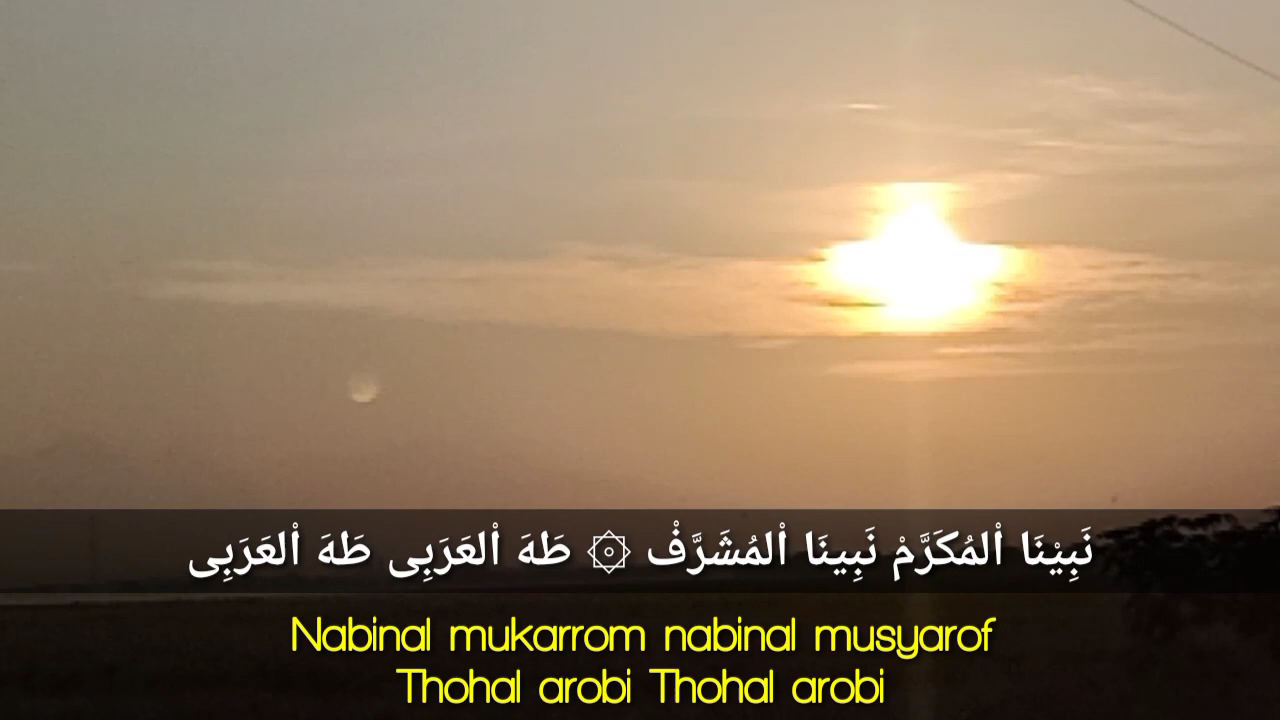 نَبِيْنَا اْلمُكَرَّمْ نَبِينَا اْلمُشَرَّفْ ۞ طَهَ اْلعَرَبِى طَهَ اْلعَرَبِى
Nabinal mukarrom nabinal musyarof
Thohal arobi Thohal arobi